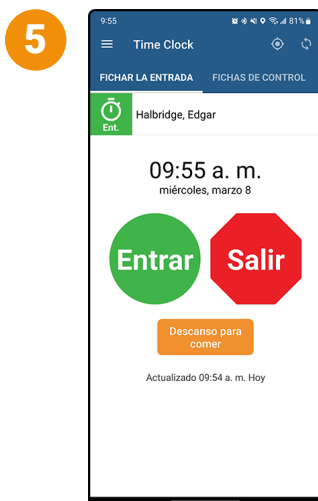 5
9:55
81%
Time Clock
FICHAR LA ENTRADA
FICHAS DE CONTROL
Ent.
Halbridge, Edgar
09:55 a. m.
miércoles, marzo 8
Entrar
Salir
Descanso para
comer
Actualizado 09:54 a. m. Hoy